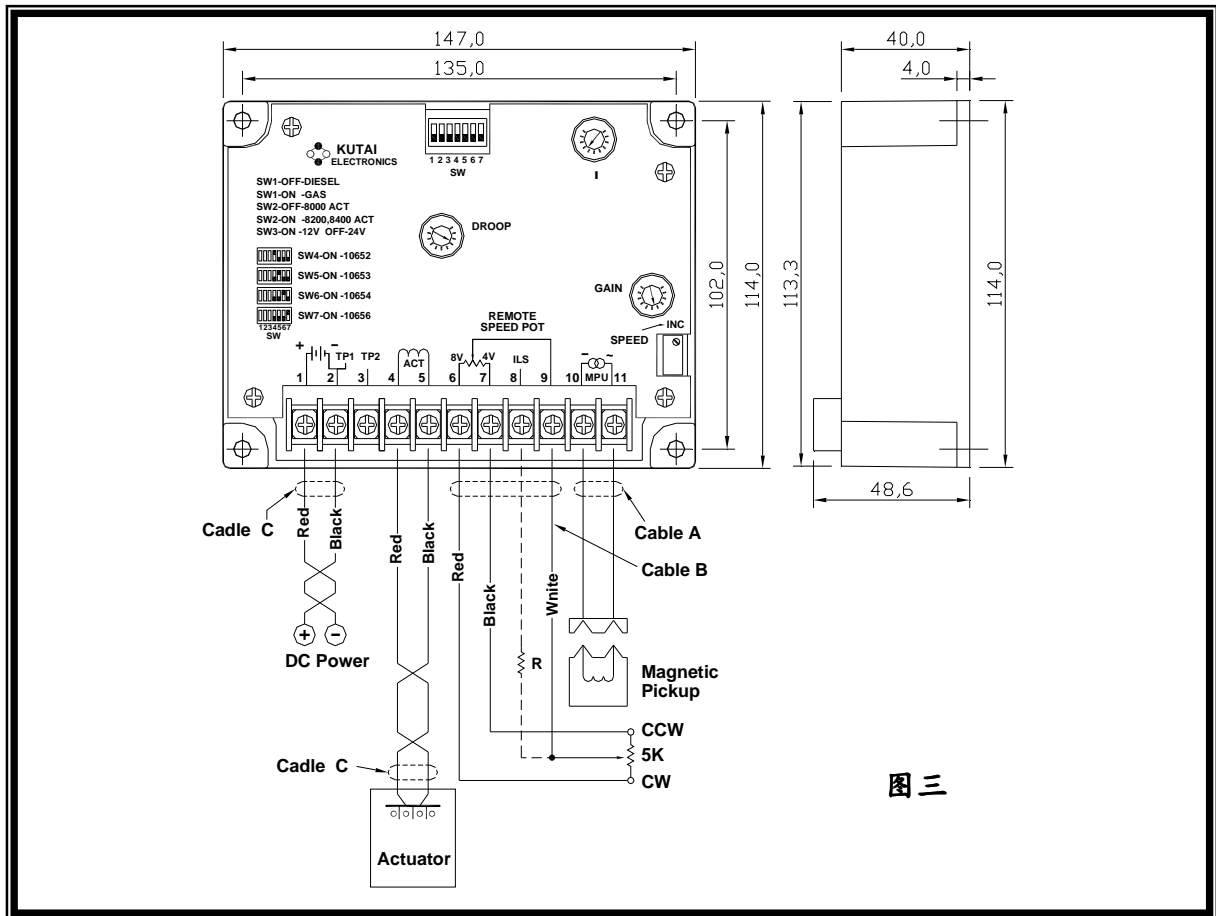 147,0
135,0
40,0
4,0
KUTAI
ELECTRONICS
1 2 3 4 5 6 7
SW
I
SW1-OFF-DIESEL
SW1-ON -GAS
SW2-OFF-8000 ACT
SW2-ON -8200,8400 ACT
SW3-ON -12V OFF-24V
DROOP
SW4-ON -10652
SW5-ON -10653
SW6-ON -10654
SW7-ON -10656
1234567
SW
GAIN
REMOTE
SPEED POT
INC
SPEED
+ − TP1 TP2 ACT 8V 4V ILS − ~
MPU
1 2 3 4 5 6 7 8 9 10 11
102,0
114,0
113,3
114,0
48,6
Cadle C
Red
Black
Red
Black
Red
Black
Wnite
Cable A
Cable B
+ −
DC Power
R
Magnetic
Pickup
CCW
5K
CW
Cadle C
Actuator
图三